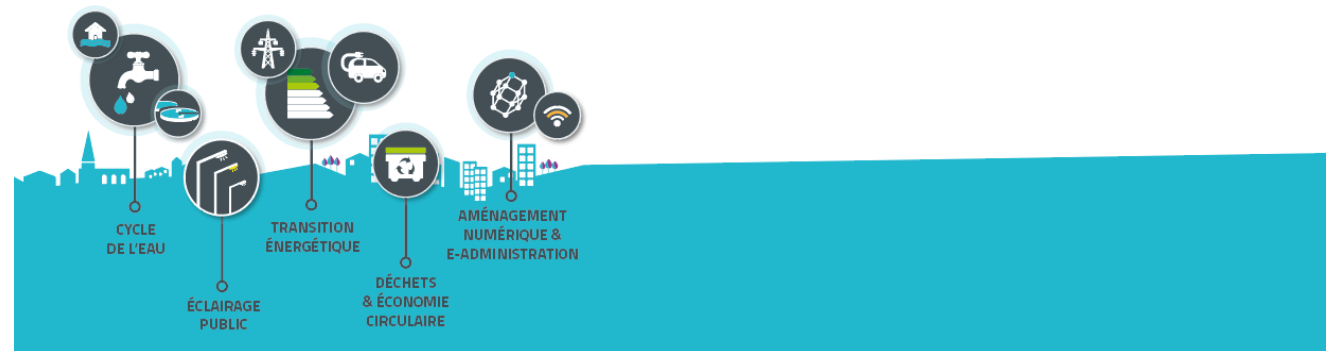 CYCLE
DE L'EAU
ÉCLAIRAGE
PUBLIC
TRANSITION
ÉNERGÉTIQUE
DÉCHETS
& ÉCONOMIE
CIRCULAIRE
AMÉNAGEMENT
NUMÉRIQUE &
E-ADMINISTRATION